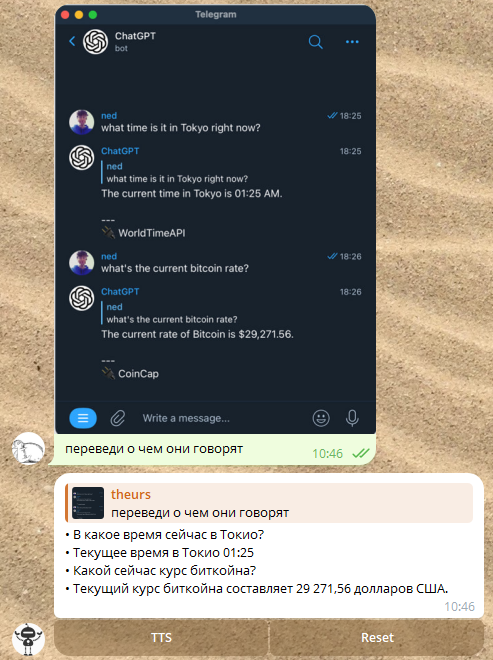 Telegram
ChatGPT
bot
ned
18:25
what time is it in Tokyo right now?
ChatGPT
18:25
ned
what time is it in Tokyo right now?
The current time in Tokyo is 01:25 AM.
---
🔌 WorldTimeAPI
ned
18:26
what's the current bitcoin rate?
ChatGPT
18:26
ned
what's the current bitcoin rate?
The current rate of Bitcoin is $29,271.56.
---
🔌 CoinCap
Write a message...
переведи о чем они говорят
10:46
theurs
переведи о чем они говорят
• В какое время сейчас в Токио?
• Текущее время в Токио 01:25
• Какой сейчас курс биткойна?
• Текущий курс биткойна составляет 29 271,56 долларов США.
10:46
TTS
Reset